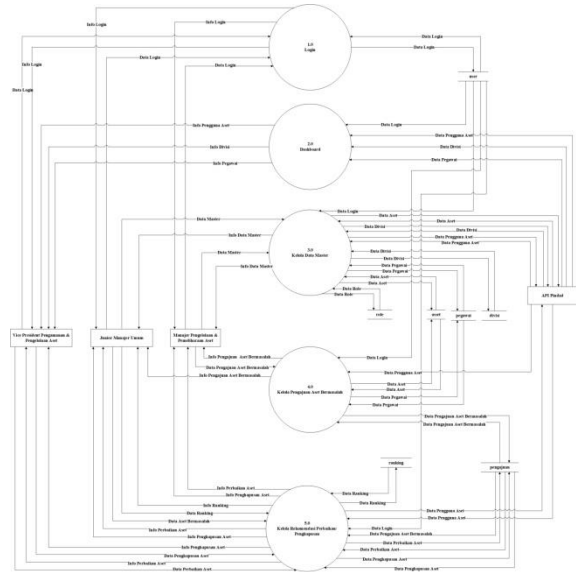 Info Login
Data Login
Info Login
Data Login
Info Login
Data Login
1.0
Login
Data Login
Data Login
user
Info Pengguna Aset
Info Divisi
Info Pegawai
2.0
Dashboard
Data Login
Data Pengguna Aset
Data Divisi
Data Pegawai
Data Master
Info Data Master
Data Master
Info Data Master
3.0
Kelola Data Master
Data Login
Data Aset
Data Aset
Data Divisi
Data Divisi
Data Pengguna Aset
Data Pengguna Aset
Data Divisi
Data Divisi
Data Pegawai
Data Pegawai
Data Aset
Data Aset
Data Role
Data Role
role
aset
pegawai
divisi
API Portal
Vice President Pengamanan &
Pengelolaan Aset
Junior Manajer Umum
Manajer Pengelolaan &
Pemeliharaan Aset
Info Pengajuan Aset Bermasalah
Data Pengajuan Aset Bermasalah
Info Pengajuan Aset Bermasalah
4.0
Kelola Pengajuan Aset Bermasalah
Data Login
Data Pengguna Aset
Data Aset
Data Aset
Data Pegawai
Data Pegawai
Data Pengajuan Aset Bermasalah
Data Pengajuan Aset Bermasalah
pengajuan
ranking
Data Ranking
Data Ranking
Info Perbaikan Aset
Info Penghapusan Aset
Info Ranking
Data Ranking
Data Aset Bermasalah
Info Perbaikan Aset
Info Penghapusan Aset
Info Penghapusan Aset
Data Penghapusan Aset
Info Perbaikan Aset
Data Perbaikan Aset
5.0
Kelola Rekomendasi Perbaikan/
Penghapusan
Data Pengguna Aset
Data Pengguna Aset
Data Login
Data Pengajuan Aset Bermasalah
Data Perbaikan Aset
Data Perbaikan Aset
Data Penghapusan Aset
Data Penghapusan Aset